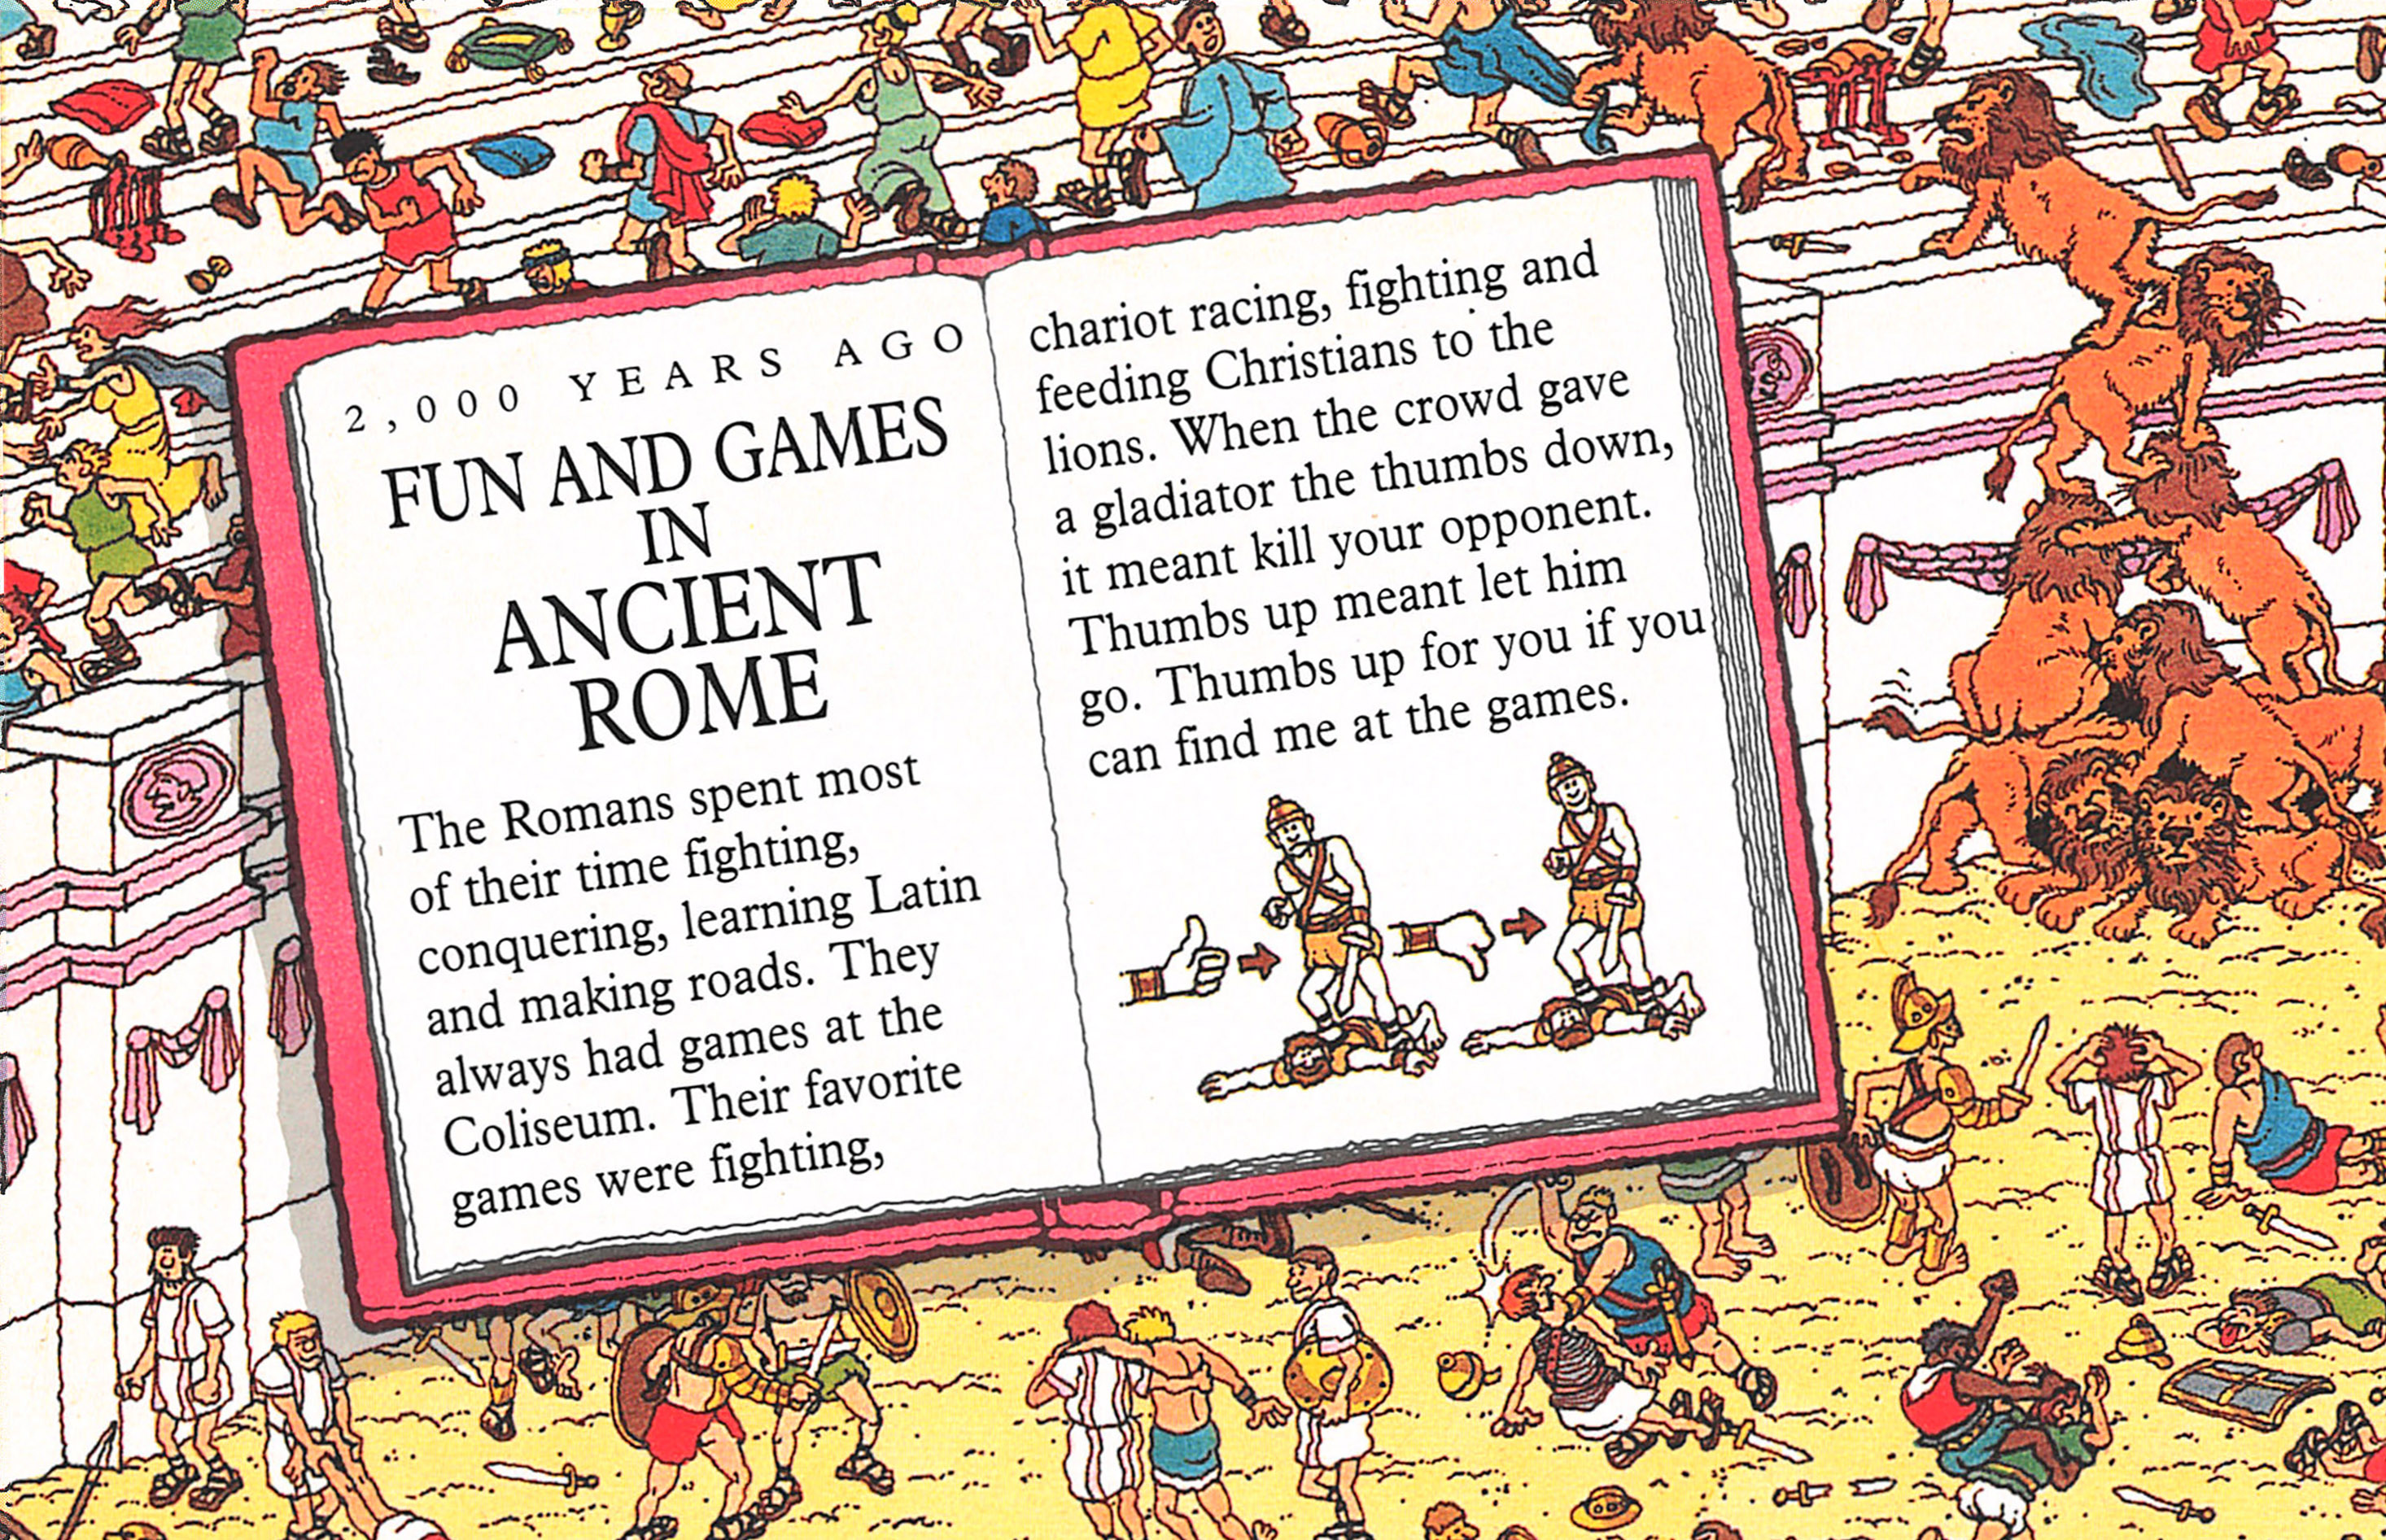 2,000 YEARS AGO
FUN AND GAMES
IN
ANCIENT
ROME
The Romans spent most
of their time fighting,
conquering, learning Latin
and making roads. They
always had games at the
Coliseum. Their favorite
games were fighting,
chariot racing, fighting and
feeding Christians to the
lions. When the crowd gave
a gladiator the thumbs down,
it meant kill your opponent.
Thumbs up meant let him
go. Thumbs up for you if you
can find me at the games.